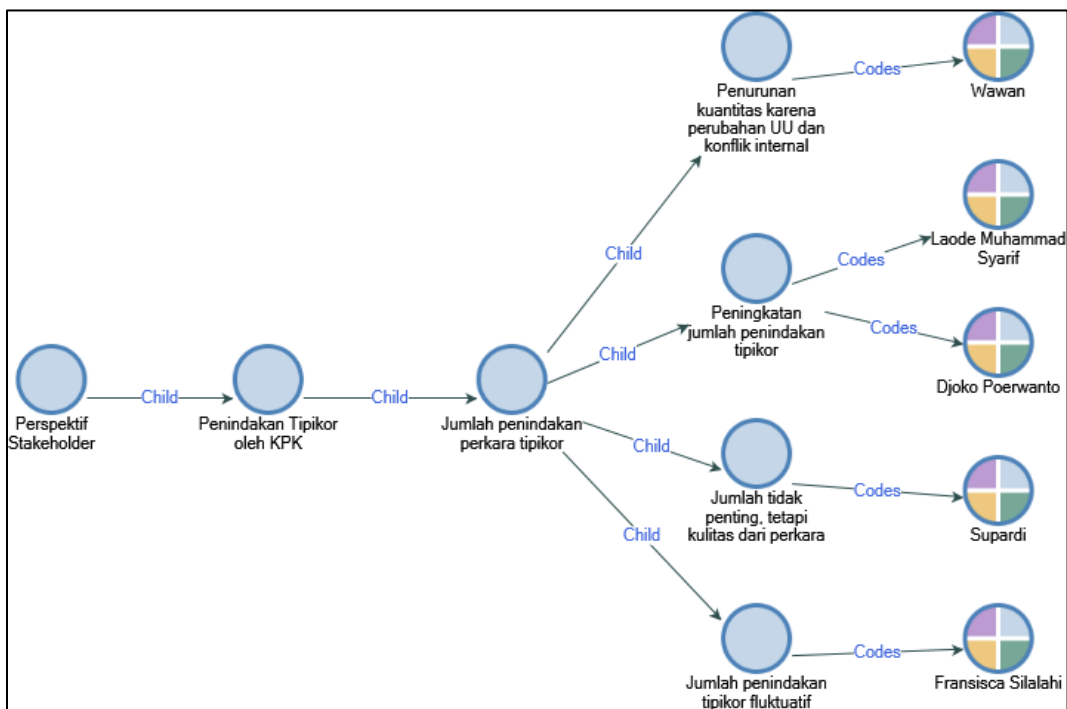 Perspektif
Stakeholder
Child
Penindakan Tipikor
oleh KPK
Child
Jumlah penindakan
perkara tipikor
Child
Penurunan
kuantitas karena
perubahan UU dan
konflik internal
Codes
Wawan
Child
Peningkatan
jumlah penindakan
tipikor
Codes
Laode Muhammad
Syarif
Codes
Djoko Poerwanto
Child
Jumlah tidak
penting, tetapi
kulitas dari perkara
Codes
Supardi
Child
Jumlah penindakan
tipikor fluktuatif
Codes
Fransisca Silalahi